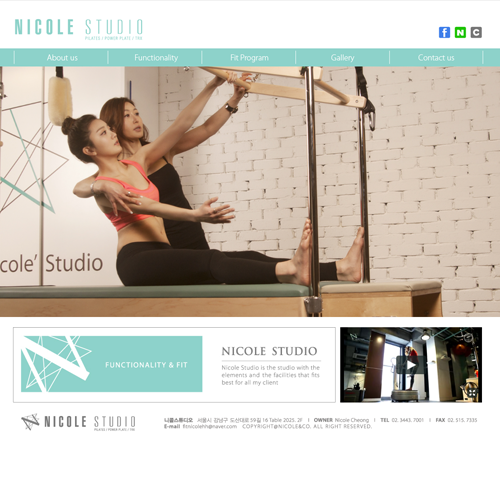 NICOLE STUDIO
PILATES / POWER PLATE / TRX
f N C
About us Functionality Fit Program Gallery Contact us
cole' Studio
FUNCTIONALITY & FIT
NICOLE STUDIO
Nicole Studio is the studio with the
elements and the facilities that fits
best for all my client
NICOLE STUDIO
PILATES / POWER PLATE / TRX
니콜스튜디오 서울시 강남구 도산대로 59길 16 Table 2025, 2F I OWNER Nicole Cheong I TEL 02. 3443. 7001 I FAX 02. 515. 7335
E-mail fitnicolehh@naver.com COPYRIGHT@NICOLE&CO. ALL RIGHT RESERVED.